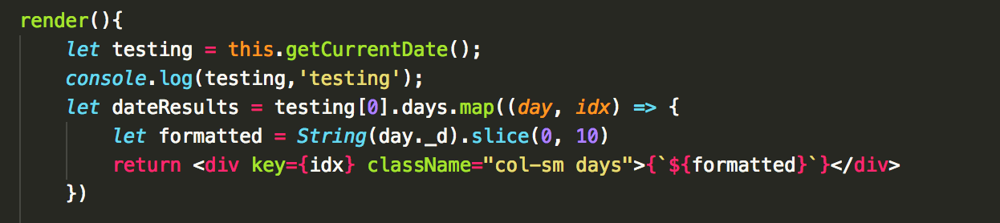 render(){
let testing = this.getCurrentDate();
console.log(testing,'testing');
let dateResults = testing[0].days.map((day, idx) => {
let formatted = String(day._d).slice(0, 10)
return <div key={idx} className="col-sm days">{`${formatted}`}</div>
})